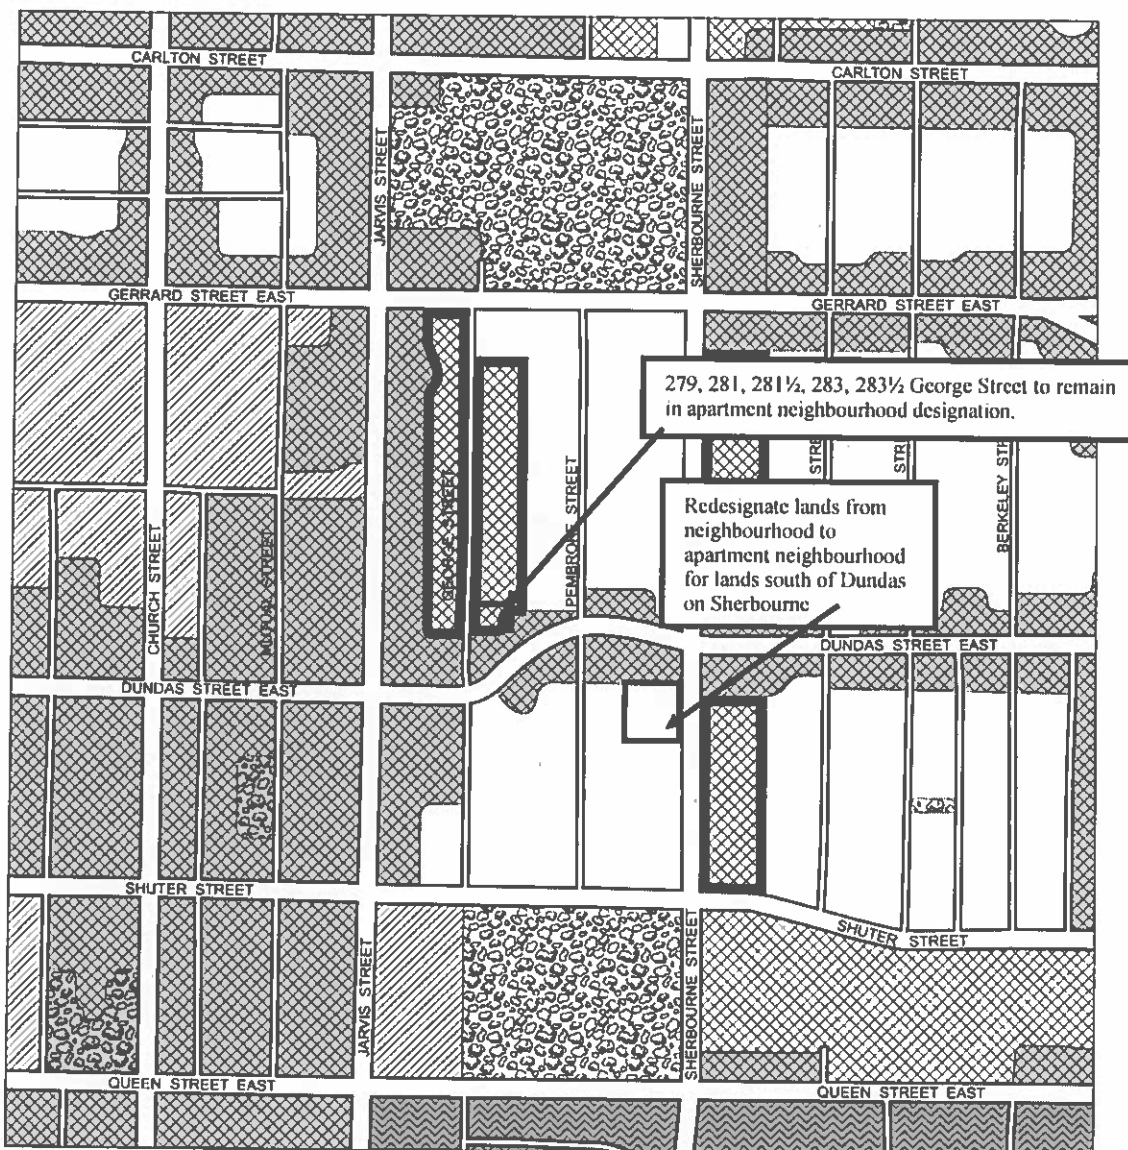 CARLTON STREET
CARLTON STREET
JARVIS STREET
SHERBOURNE STREET
GERRARD STREET EAST
GERRARD STREET EAST
279, 281, 281½, 283, 283½ George Street to remain
in apartment neighbourhood designation.
GEORGE STREET
PEMBROKE STREET
STRE
STR
BERKELEY STR
Redesignate lands from
neighbourhood to
apartment neighbourhood
for lands south of Dundas
on Sherbourne
CHURCH STREET
STREET
DUNDAS STREET EAST
DUNDAS STREET EAST
SHUTER STREET
SHUTER STREET
JARVIS STREET
SHERBOURNE STREET
QUEEN STREET EAST
QUEEN STREET EAST